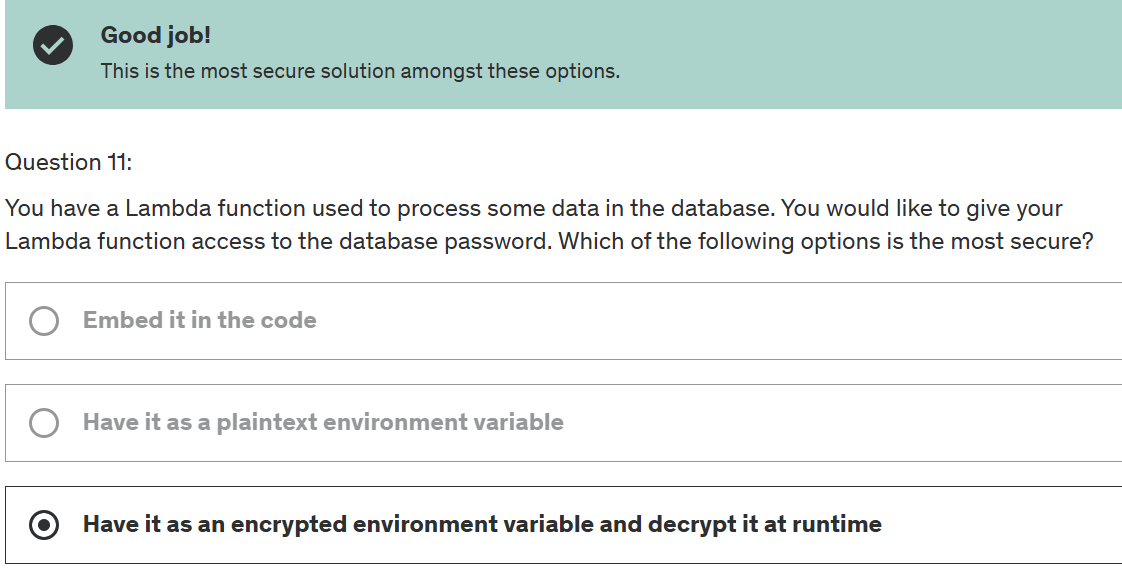 Good job!
This is the most secure solution amongst these options.
Question 11:
You have a Lambda function used to process some data in the database. You would like to give your
Lambda function access to the database password. Which of the following options is the most secure?
Embed it in the code
Have it as a plaintext environment variable
Have it as an encrypted environment variable and decrypt it at runtime